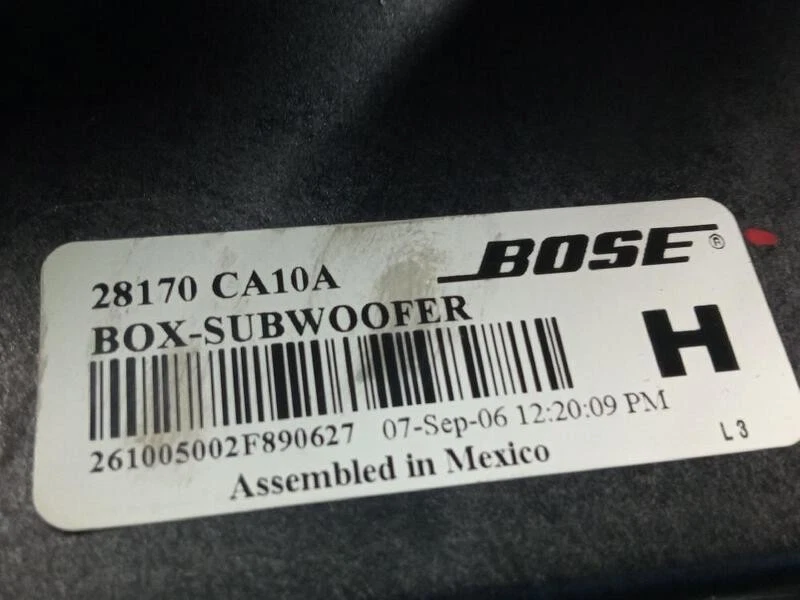 28170 CA10A
BOSE®
BOX-SUBWOOFER
H
261005002F890627 07-Sep-06 12:20:09 PM
Assembled in Mexico
L3